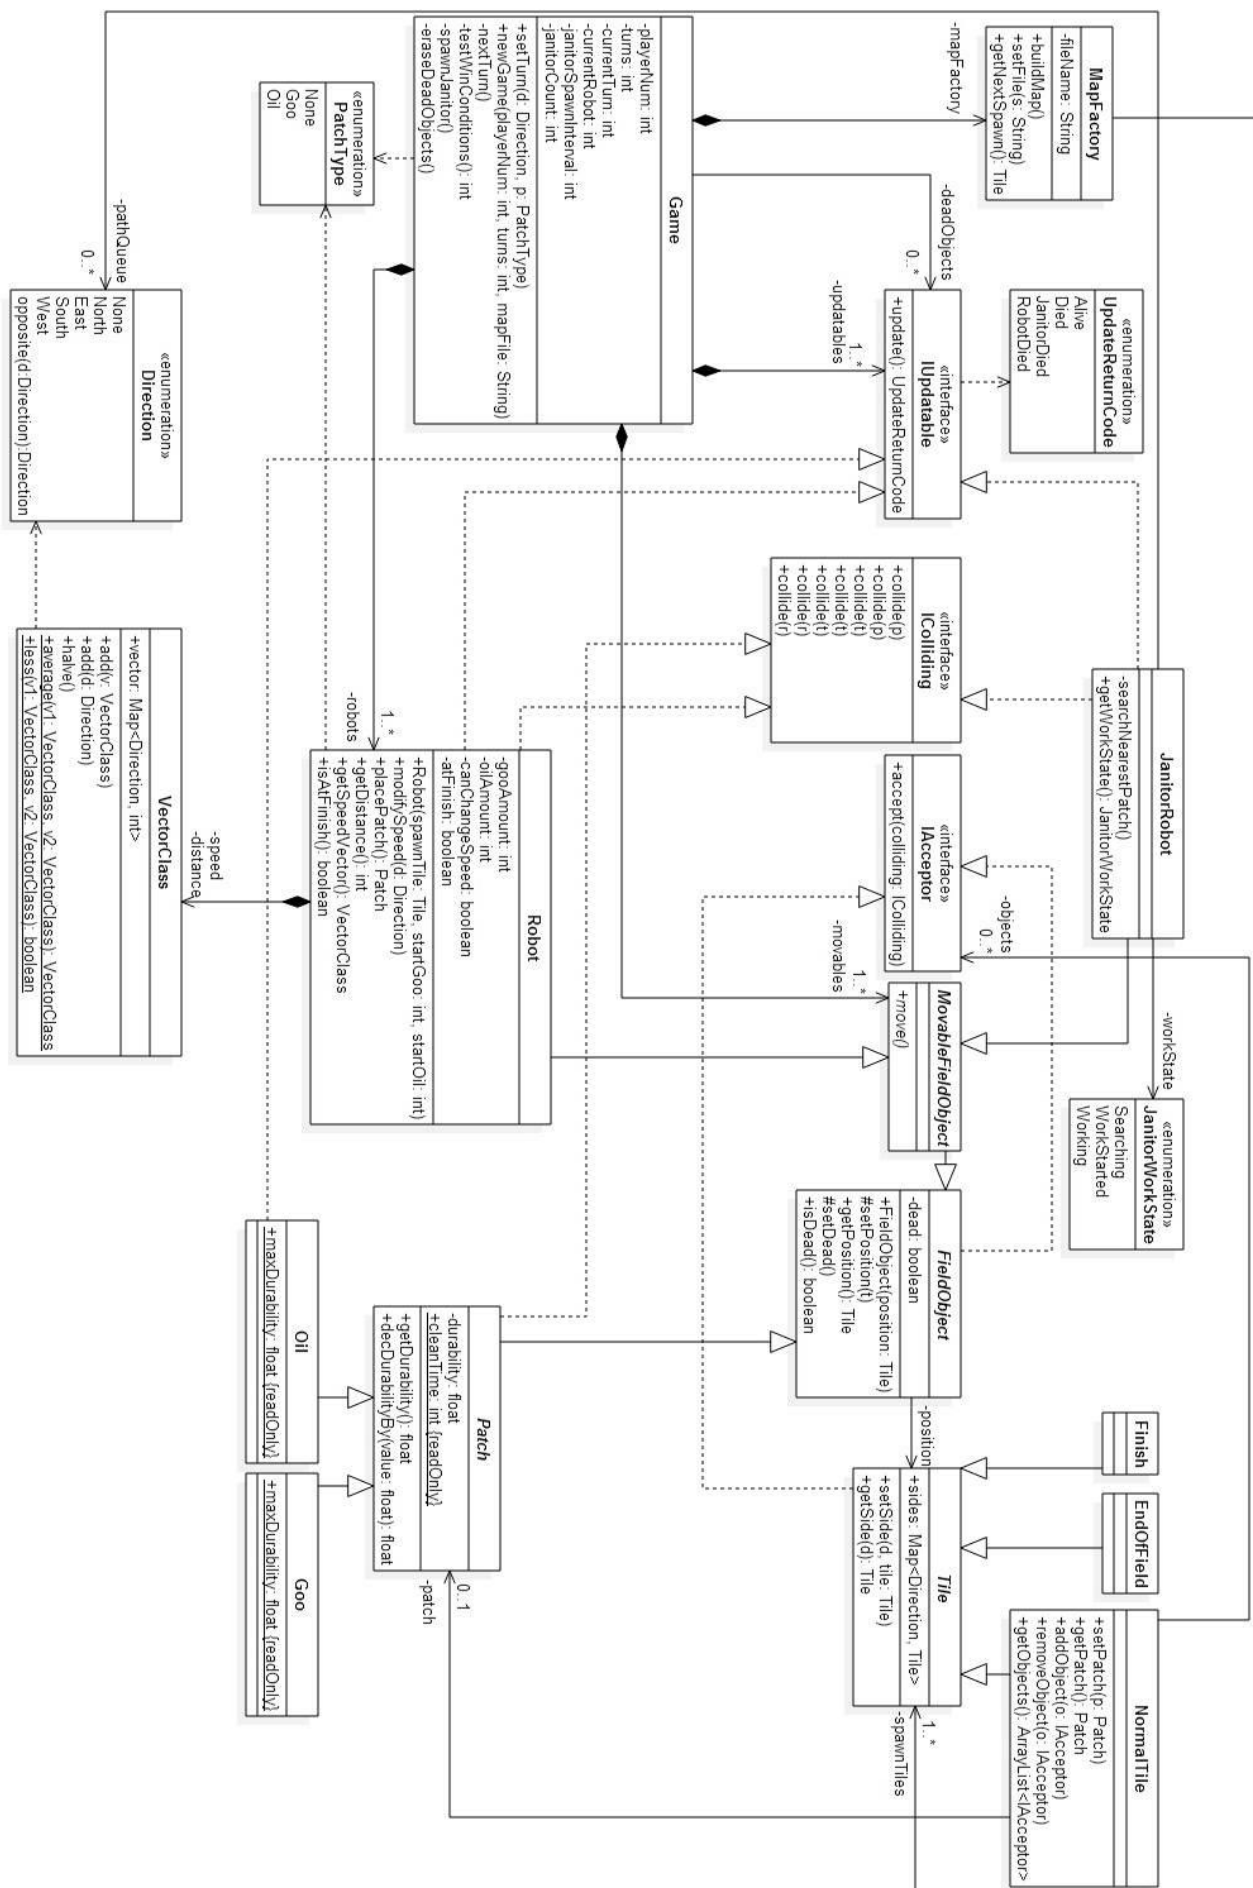 MapFactory
-fileName: String
+buildMap()
+setFile(s: String)
+getNextSpawn(): Tile
-mapFactory
Game
-playerNum: int
-turns: int
-currentTurn: int
-currentRobot: int
-janitorSpawnInterval: int
-janitorCount: int
+setTurn(d: Direction, p: PatchType)
+newGame(playerNum: int, turns: int, mapFile: String)
-nextTurn()
-testWinConditions(): int
-spawnJanitor()
-eraseDeadObjects()
«enumeration»
PatchType
None
Goo
Oil
-pathQueue
0..*
«enumeration»
Direction
None
North
East
South
West
opposite(d:Direction):Direction
-deadObjects
0..*
-updatables
1..*
«enumeration»
UpdateReturnCode
Alive
Died
JanitorDied
RobotDied
«interface»
IUpdatable
+update(): UpdateReturnCode
«interface»
IColliding
+collide(p)
+collide(p)
+collide(t)
+collide(t)
+collide(t)
+collide(r)
+collide(r)
JanitorRobot
-searchNearestPatch()
+getWorkState(): JanitorWorkState
«interface»
IAcceptor
+accept(colliding: IColliding)
-objects
0..*
-movables
1..*
MovableFieldObject
+move()
-workState
«enumeration»
JanitorWorkState
Searching
WorkStarted
Working
-robots
1..*
Robot
-gooAmount: int
-oilAmount: int
-canChangeSpeed: boolean
-atFinish: boolean
+Robot(spawnTile: Tile, startGoo: int, startOil: int)
+modifySpeed(d: Direction)
+placePatch(): Patch
+getDistance(): int
+getSpeedVector(): VectorClass
+isAtFinish(): boolean
-speed
-distance
VectorClass
+vector: Map<Direction, int>
+add(v: VectorClass)
+add(d: Direction)
+halve()
+average(v1: VectorClass, v2: VectorClass): VectorClass
+less(v1: VectorClass, v2: VectorClass): boolean
FieldObject
-dead: boolean
+FieldObject(position: Tile)
#setPosition(t)
+getPosition(): Tile
#setDead()
+isDead(): boolean
-position
Finish
EndOfField
Tile
+sides: Map<Direction, Tile>
+setSide(d, tile: Tile)
+getSide(d): Tile
NormalTile
+setPatch(p: Patch)
+getPatch(): Patch
+addObject(o: IAcceptor)
+removeObject(o: IAcceptor)
+getObjects(): ArrayList<IAcceptor>
1..*
-spawnTiles
Patch
-durability: float
+cleanTime: int {readOnly}
+getDurability(): float
+decDurabilityBy(value: float): float
0..1
-patch
Oil
+maxDurability: float {readOnly}
Goo
+maxDurability: float {readOnly}